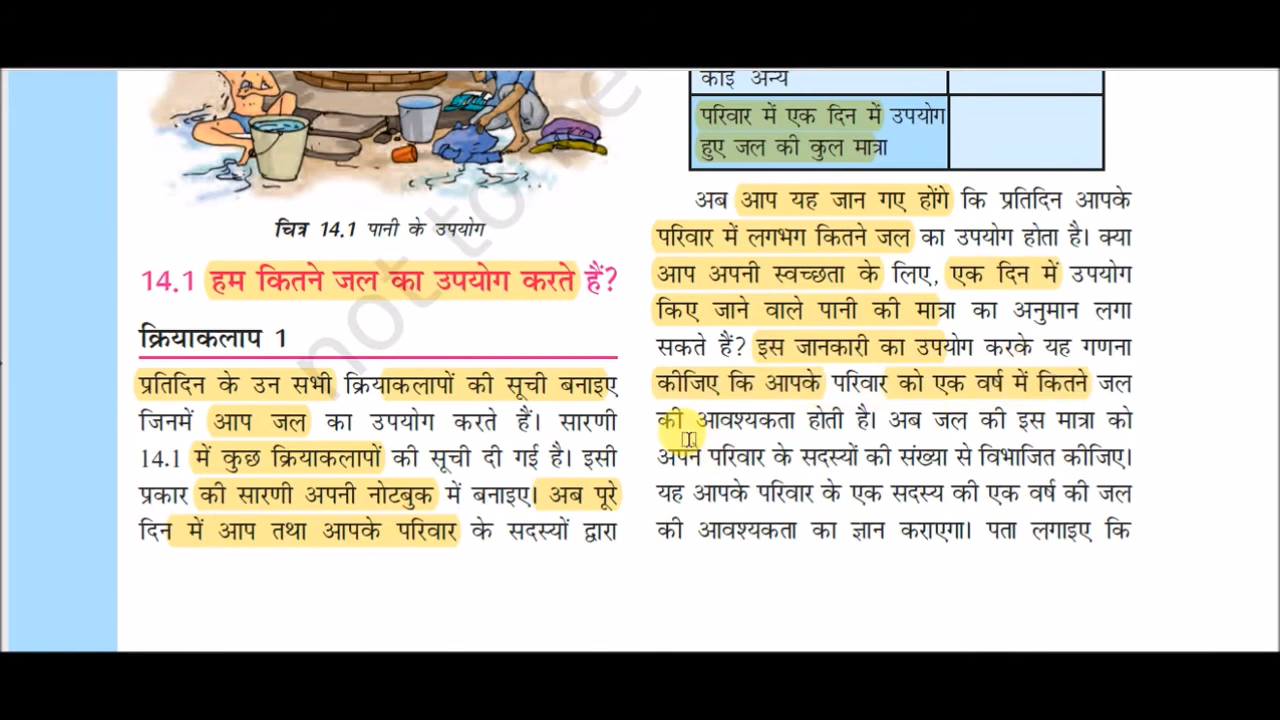 चित्र 14.1 पानी के उपयोग
14.1 हम कितने जल का उपयोग करते हैं?
क्रियाकलाप 1
प्रतिदिन के उन सभी क्रियाकलापों की सूची बनाइए
जिनमें आप जल का उपयोग करते हैं। सारणी
14.1 में कुछ क्रियाकलापों की सूची दी गई है। इसी
प्रकार की सारणी अपनी नोटबुक में बनाइए। अब पूरे
दिन में आप तथा आपके परिवार के सदस्यों द्वारा
कोई अन्य
परिवार में एक दिन में उपयोग
हुए जल की कुल मात्रा
अब आप यह जान गए होंगे कि प्रतिदिन आपके
परिवार में लगभग कितने जल का उपयोग होता है। क्या
आप अपनी स्वच्छता के लिए, एक दिन में उपयोग
किए जाने वाले पानी की मात्रा का अनुमान लगा
सकते हैं? इस जानकारी का उपयोग करके यह गणना
कीजिए कि आपके परिवार को एक वर्ष में कितने जल
की आवश्यकता होती है। अब जल की इस मात्रा को
अपने परिवार के सदस्यों की संख्या से विभाजित कीजिए।
यह आपके परिवार के एक सदस्य की एक वर्ष की जल
की आवश्यकता का ज्ञान कराएगा। पता लगाइए कि
not to be